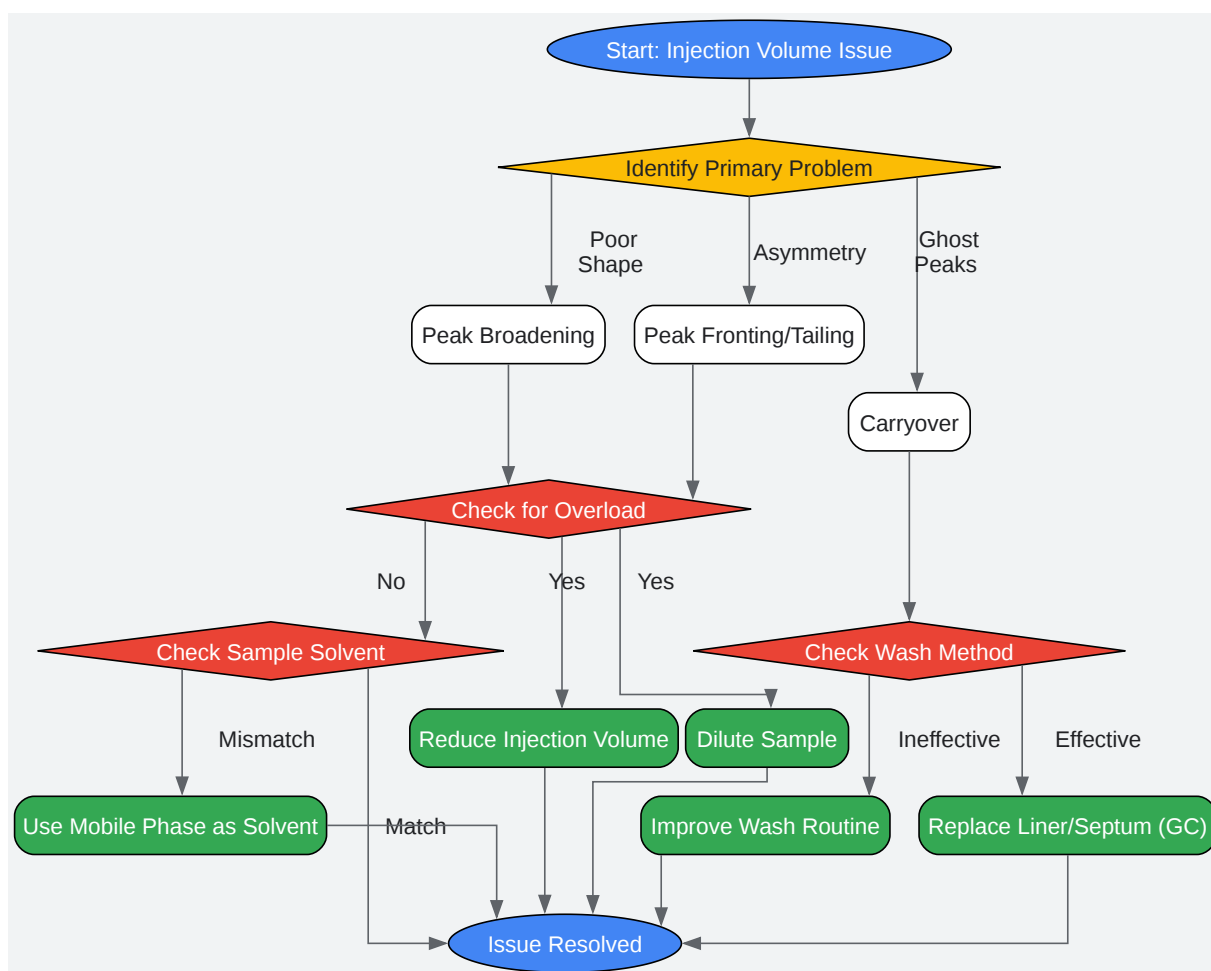 Start: Injection Volume Issue
Identify Primary Problem
Poor
Shape
Asymmetry
Ghost
Peaks
Peak Broadening
Peak Fronting/Tailing
Carryover
Check for Overload
No
Yes
Yes
Check Sample Solvent
Check Wash Method
Mismatch
Reduce Injection Volume
Dilute Sample
Ineffective
Effective
Use Mobile Phase as Solvent
Match
Improve Wash Routine
Replace Liner/Septum (GC)
Issue Resolved